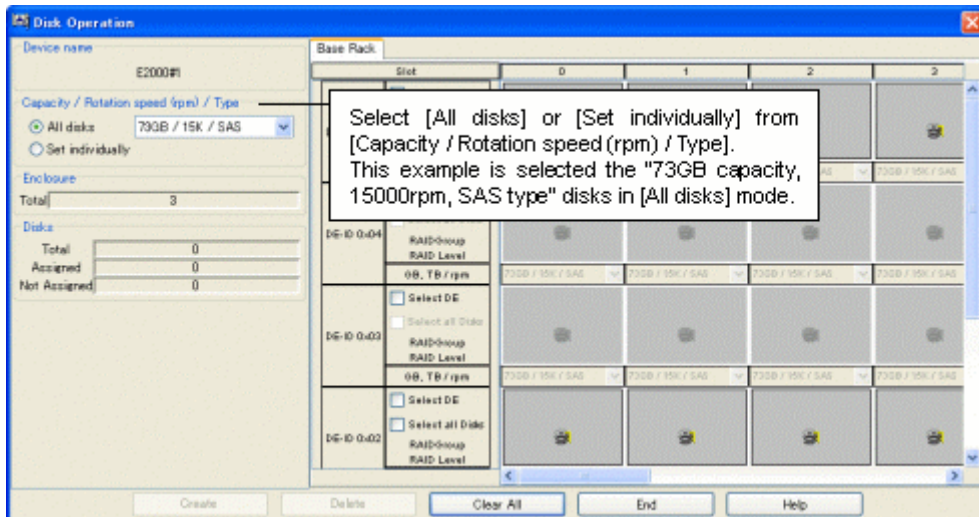 Disk Operation
Device name
E2000#1
Capacity / Rotation speed (rpm) / Type
All disks 73GB / 15K / SAS
Set individually
Enclosure
Total 3
Disks
Total 0
Assigned 0
Not Assigned 0
Base Rack
Slot 0 1 2 3
Select [All disks] or [Set individually] from
[Capacity / Rotation speed (rpm) / Type].
This example is selected the "73GB capacity,
15000rpm, SAS type" disks in [All disks] mode.
73GB / 15K / SAS
DE-ID 0x04
RAIDGroup
RAID Level
GB, TB/rpm 73GB / 15K / SAS 73GB / 15K / SAS 73GB / 15K / SAS 73GB / 15K / SAS
Select DE
Select all Disks
DE-ID 0x03
RAIDGroup
RAID Level
GB, TB/rpm 73GB / 15K / SAS 73GB / 15K / SAS 73GB / 15K / SAS 73GB / 15K / SAS
Select DE
Select all Disks
DE-ID 0x02
RAIDGroup
RAID Level
Create Delete Clear All End Help